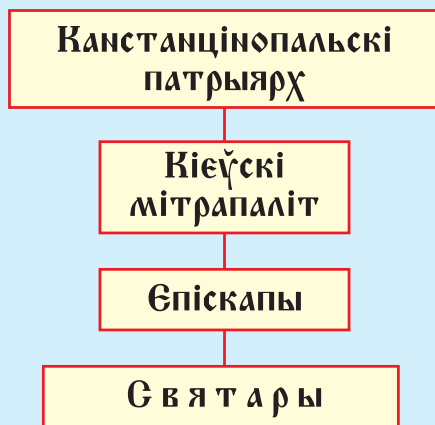 Канстанцінопальскі
патрыярх
Кіеўскі
мітрапаліт
Епіскапы
Святары